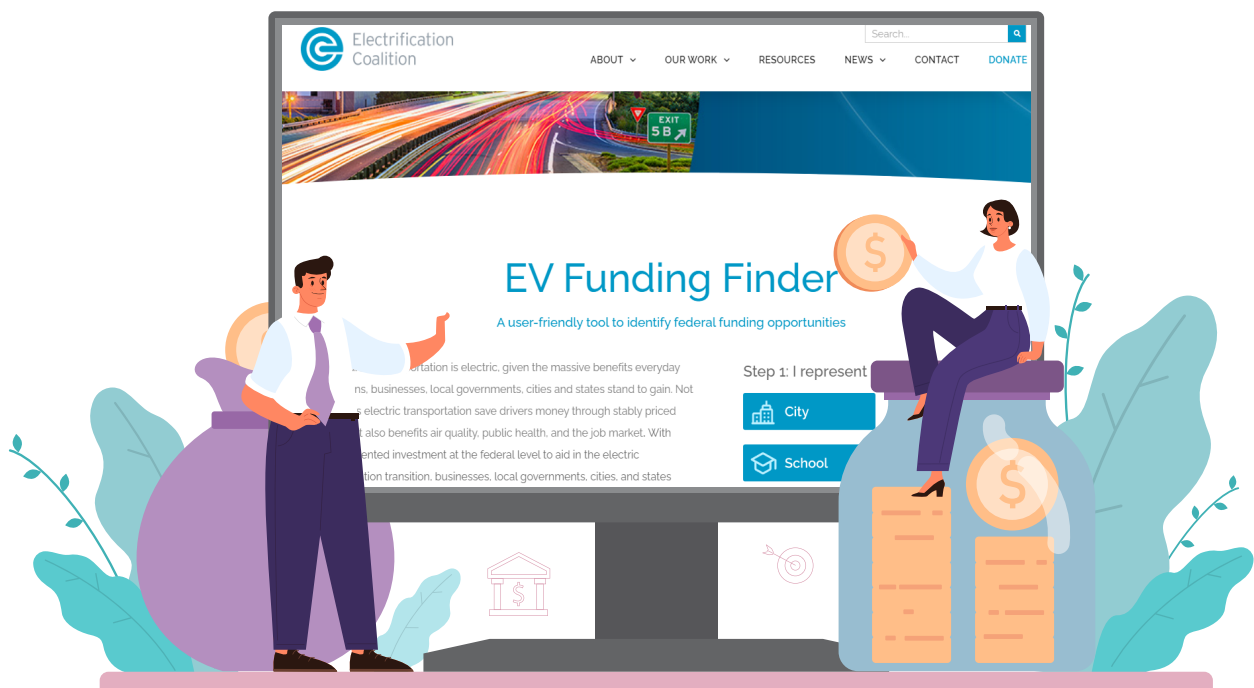 Electrification
Coalition
Search...
ABOUT
OUR WORK
RESOURCES
NEWS
CONTACT
DONATE
EXIT
5B
EV Funding Finder
A user-friendly tool to identify federal funding opportunities
is electric, given the massive benefits everyday
businesses, local governments, cities and states stand to gain. Not
electric transportation save drivers money through stably priced
also benefits air quality, public health, and the job market. With
investment at the federal level to aid in the electric
transition, businesses, local governments, cities, and states
Step 1: I represent
City
School
$
$
$